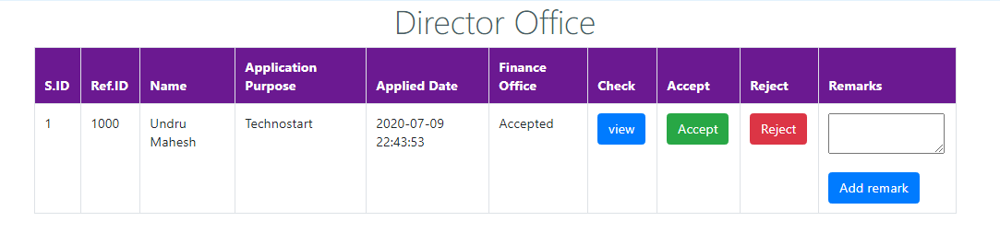 Director Office
S.ID Ref.ID Name Application Purpose Applied Date Finance Office Check Accept Reject Remarks
1 1000 Undru Mahesh Technostart 2020-07-09 22:43:53 Accepted view Accept Reject
Add remark